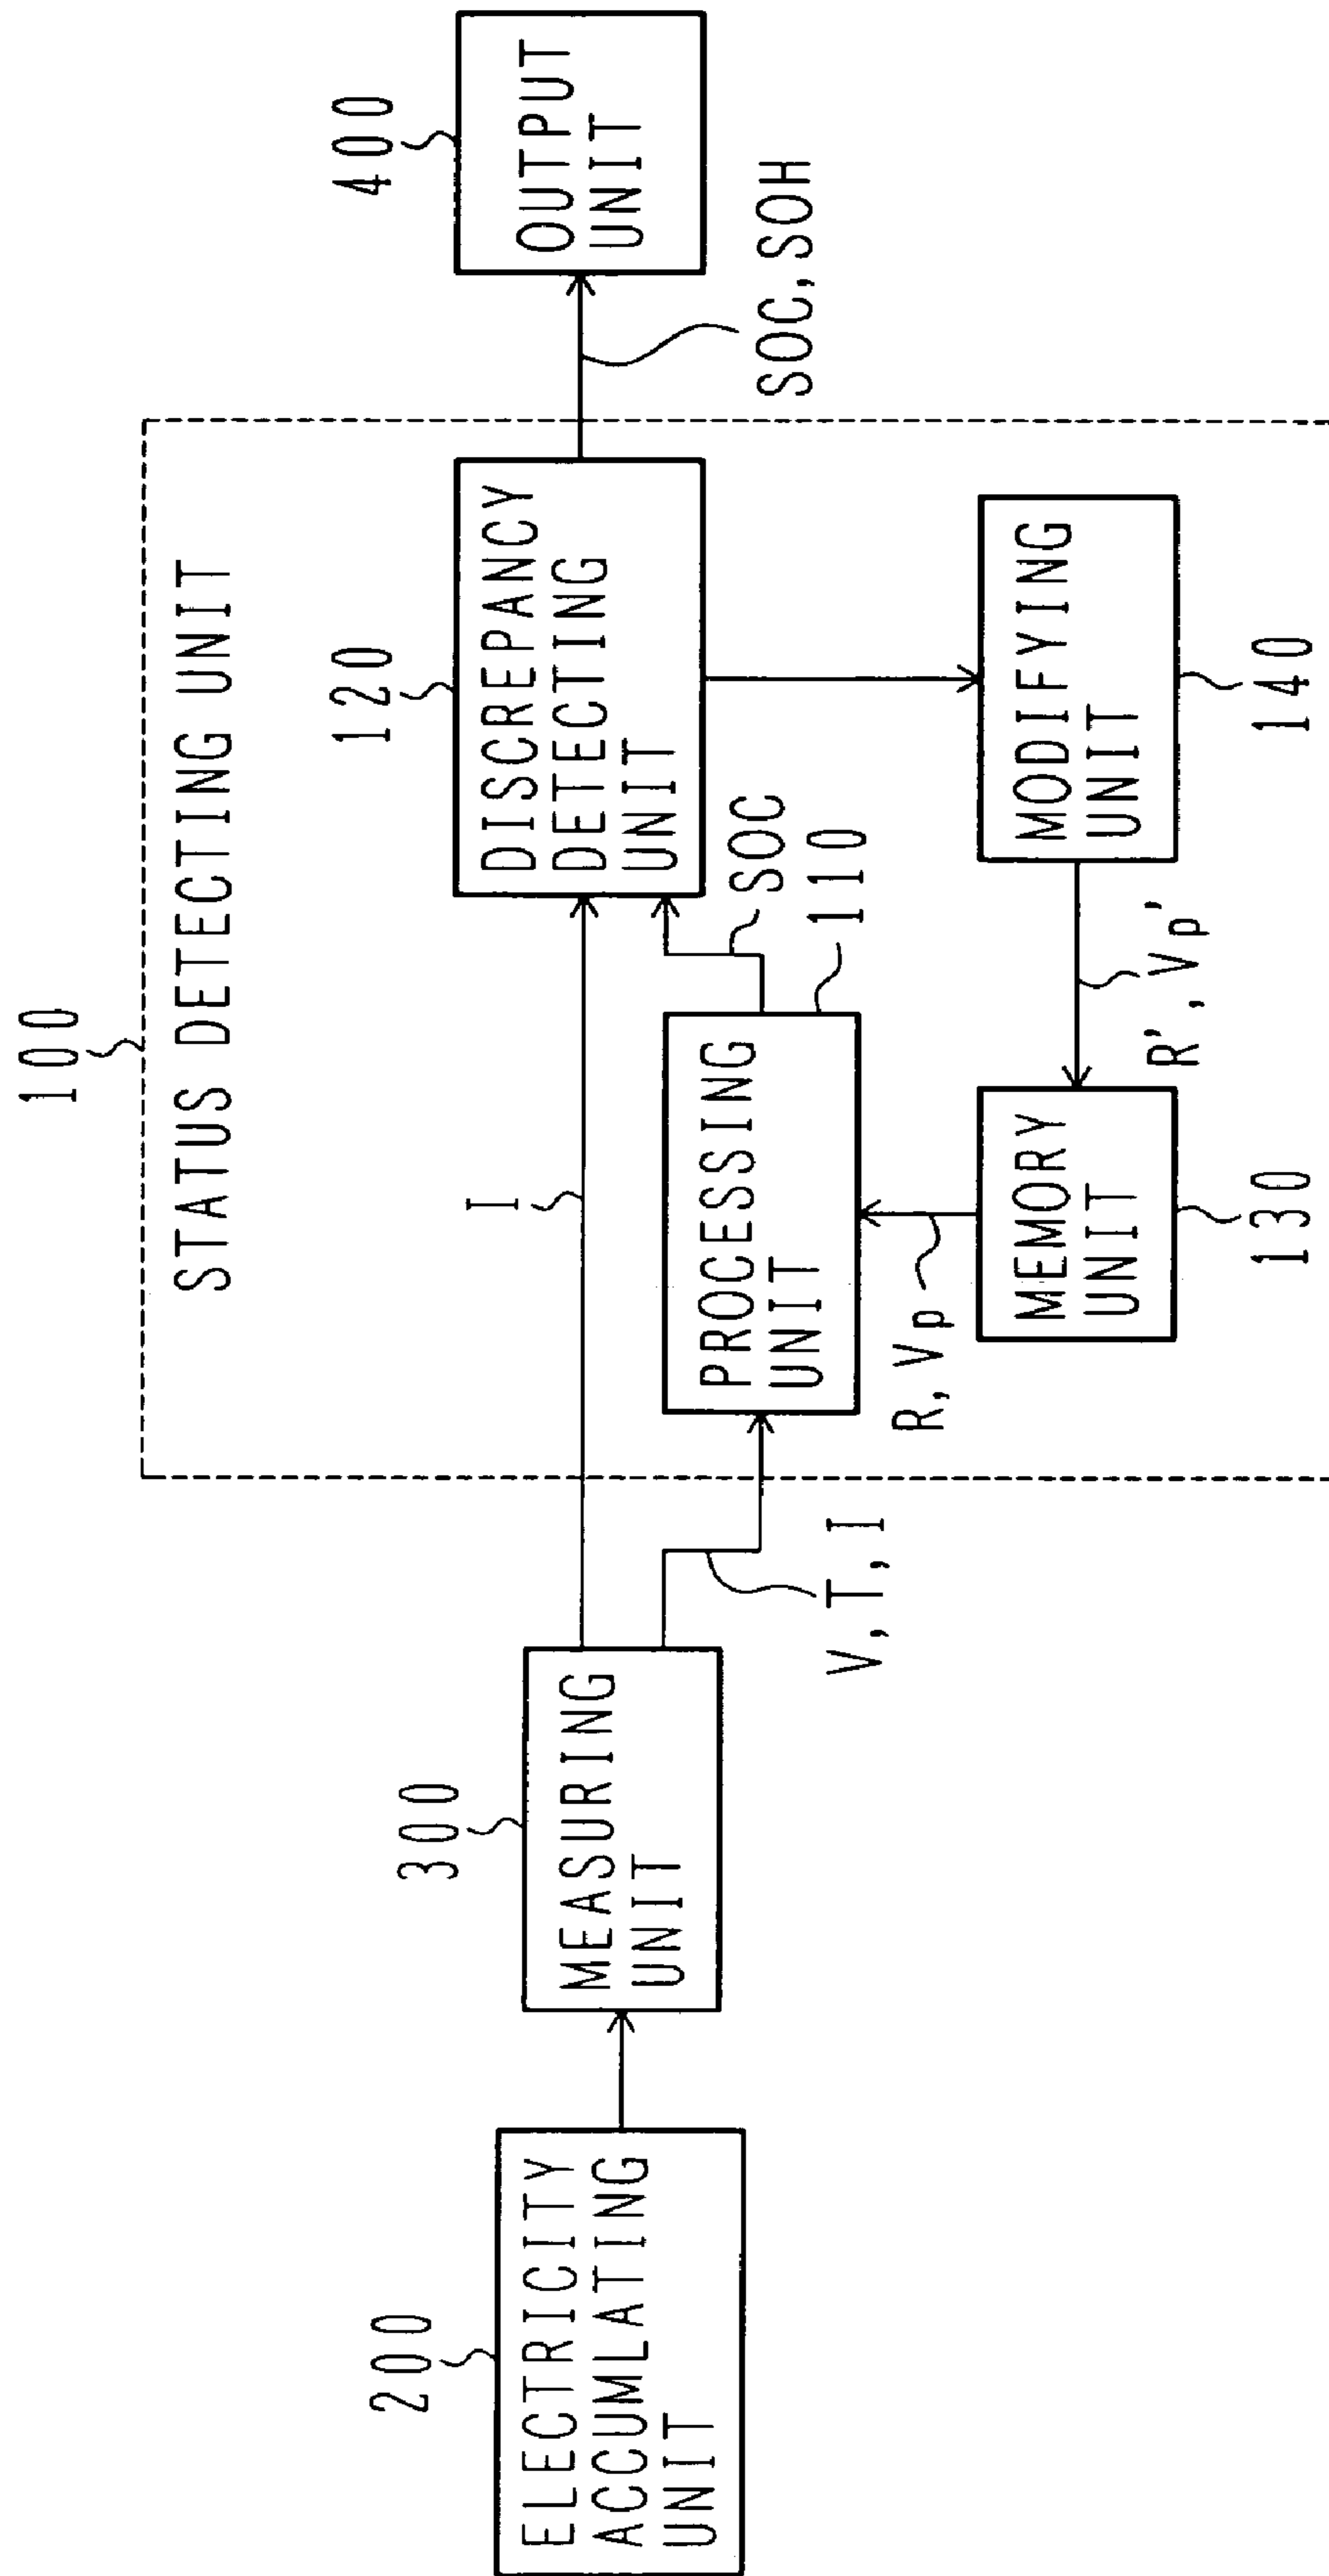 100
STATUS DETECTING UNIT
200
ELECTRICITY
ACCUMLATING
UNIT
300
MEASURING
UNIT
I
V, T, I
120
DISCREPANCY
DETECTING
UNIT
SOC
110
PROCESSING
UNIT
R, Vp
MEMORY
UNIT
130
R', Vp'
MODIFYING
UNIT
140
400
OUTPUT
UNIT
SOC, SOH